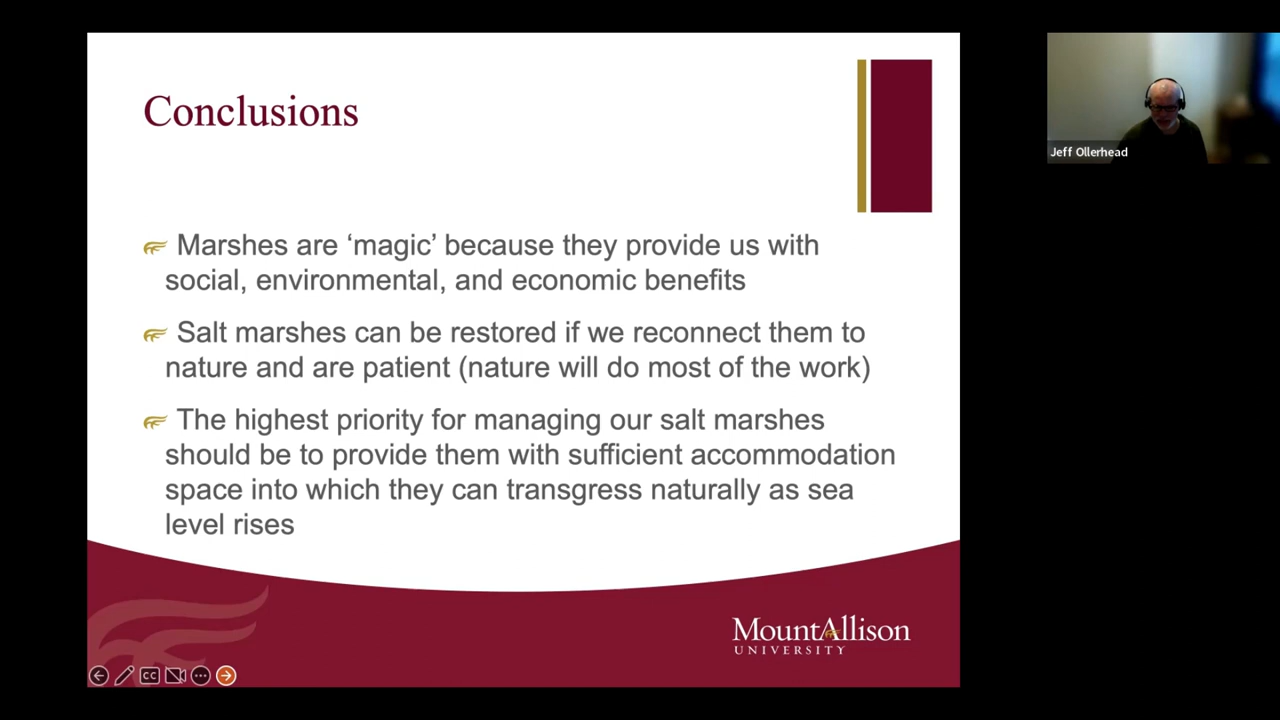 Conclusions
Marshes are ‘magic’ because they provide us with
social, environmental, and economic benefits
Salt marshes can be restored if we reconnect them to
nature and are patient (nature will do most of the work)
The highest priority for managing our salt marshes
should be to provide them with sufficient accommodation
space into which they can transgress naturally as sea
level rises
MountAllison
UNIVERSITY
CC
Jeff Ollerhead